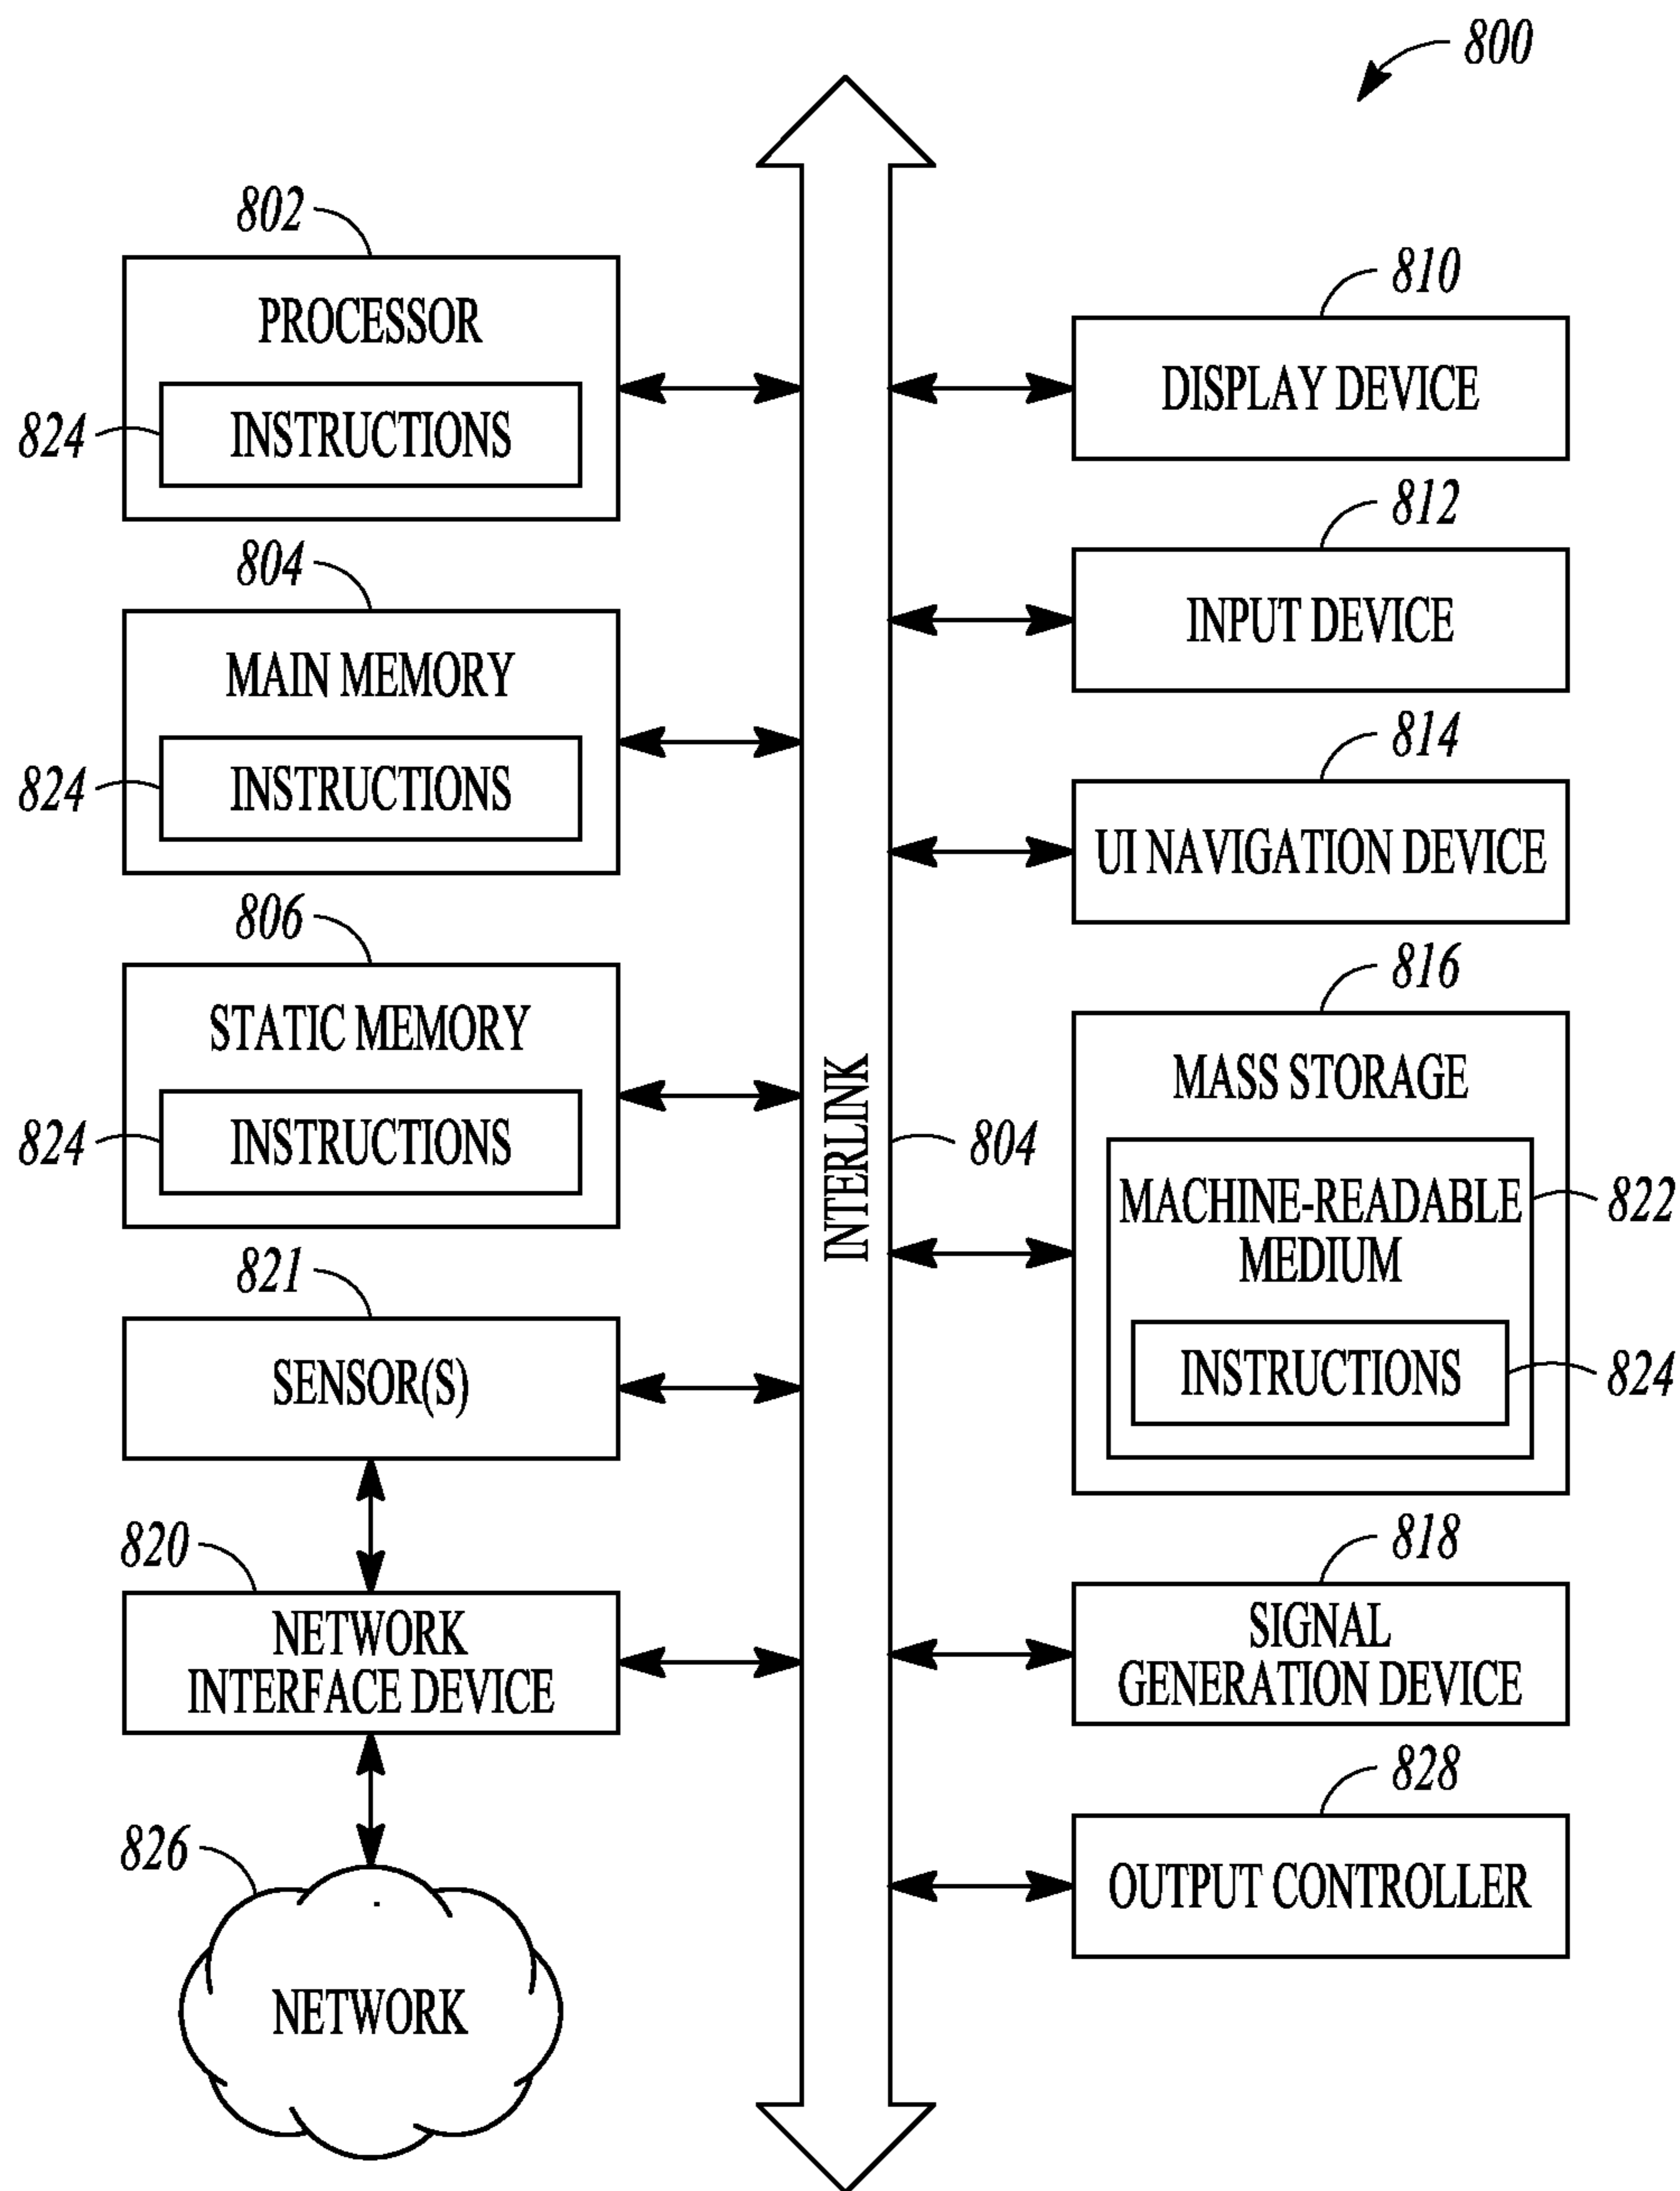 800
802
PROCESSOR
824
INSTRUCTIONS
804
MAIN MEMORY
824
INSTRUCTIONS
806
STATIC MEMORY
824
INSTRUCTIONS
821
SENSOR(S)
820
NETWORK
INTERFACE DEVICE
826
NETWORK
INTERLINK
804
810
DISPLAY DEVICE
812
INPUT DEVICE
814
UI NAVIGATION DEVICE
816
MASS STORAGE
MACHINE-READABLE
MEDIUM
822
INSTRUCTIONS
824
818
SIGNAL
GENERATION DEVICE
828
OUTPUT CONTROLLER